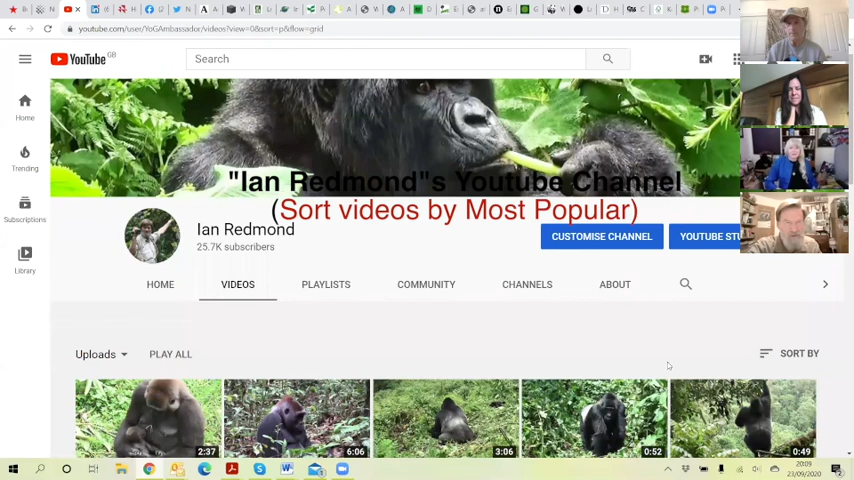 youtube.com/user/YoGAmbassador/videos?view=0&sort=p&flow=grid
YouTube GB
Search
Home
Trending
Subscriptions
Library
"Ian Redmond"s Youtube Channel
(Sort videos by Most Popular)
Ian Redmond
25.7K subscribers
CUSTOMISE CHANNEL
YOUTUBE STU
HOME VIDEOS PLAYLISTS COMMUNITY CHANNELS ABOUT
Uploads PLAY ALL SORT BY
2:37 6:06 3:06 0:52 0:49
20:09
23/09/2020